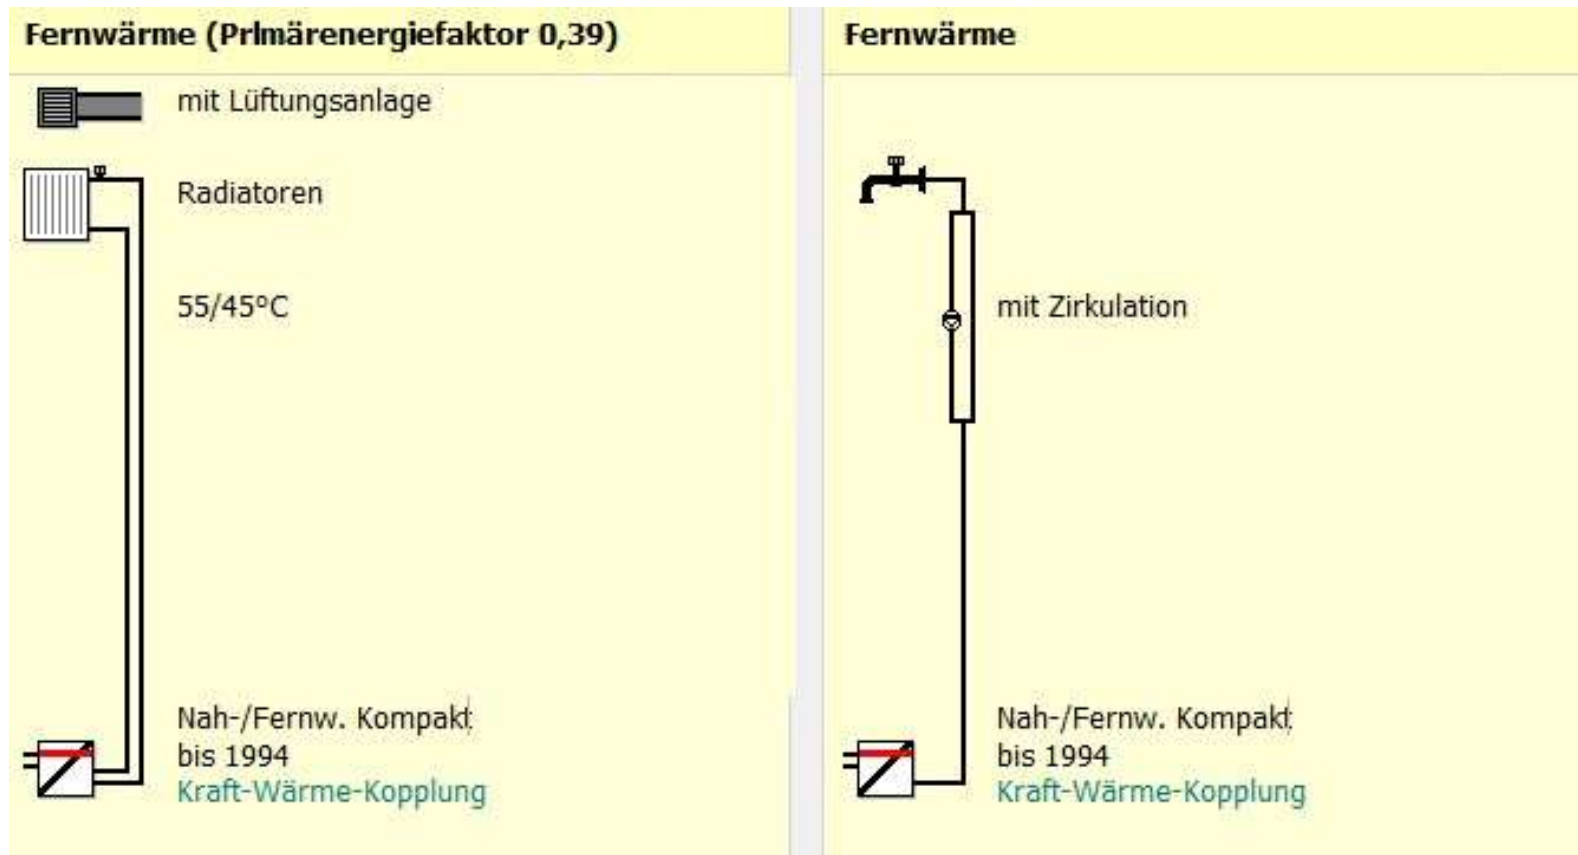 Fernwärme (Prlmärenergiefaktor 0,39)
mit Lüftungsanlage
Radiatoren
55/45°C
Nah-/Fernw. Kompakt
bis 1994
Kraft-Wärme-Kopplung
Fernwärme
mit Zirkulation
Nah-/Fernw. Kompakt
bis 1994
Kraft-Wärme-Kopplung